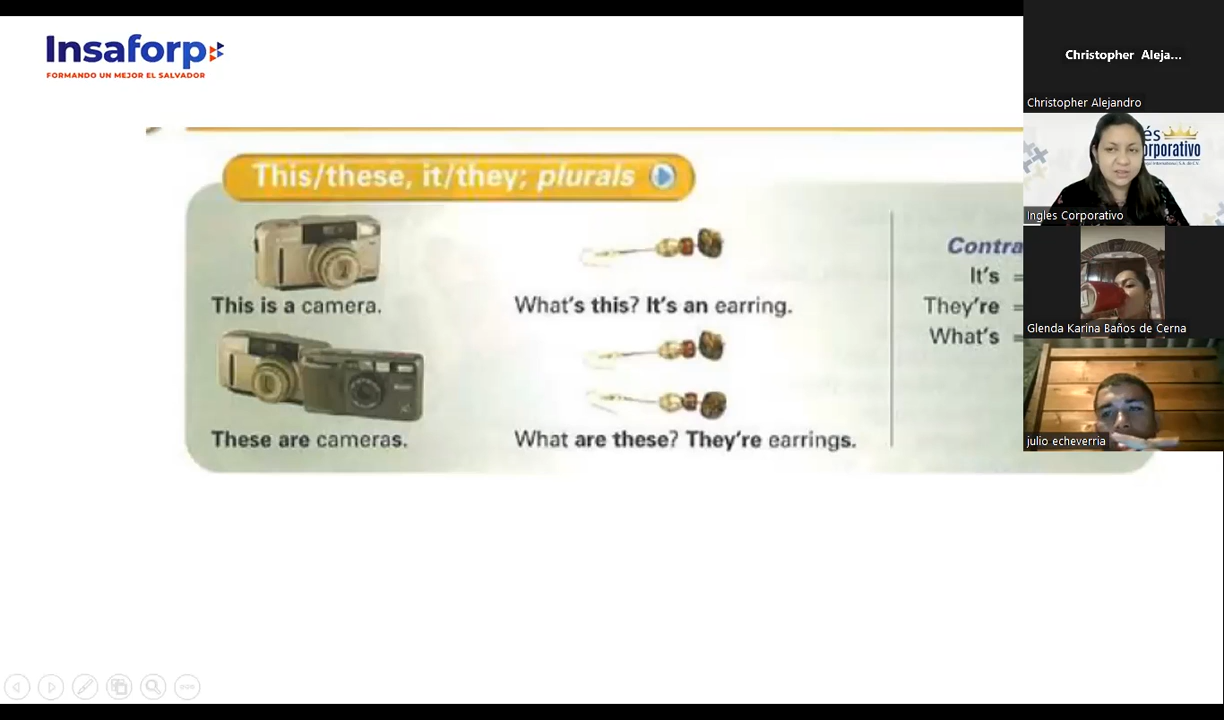 Insaforp
FORMANDO UN MEJOR EL SALVADOR
This/these, it/they; plurals
This is a camera.
What's this? It's an earring.
These are cameras.
What are these? They're earrings.
It's =
They're =
What's =
Christopher Aleja...
Christopher Alejandro
és
orporativo
Ingles Corporativo
Glenda Karina Baños de Cerna
julio echeverria